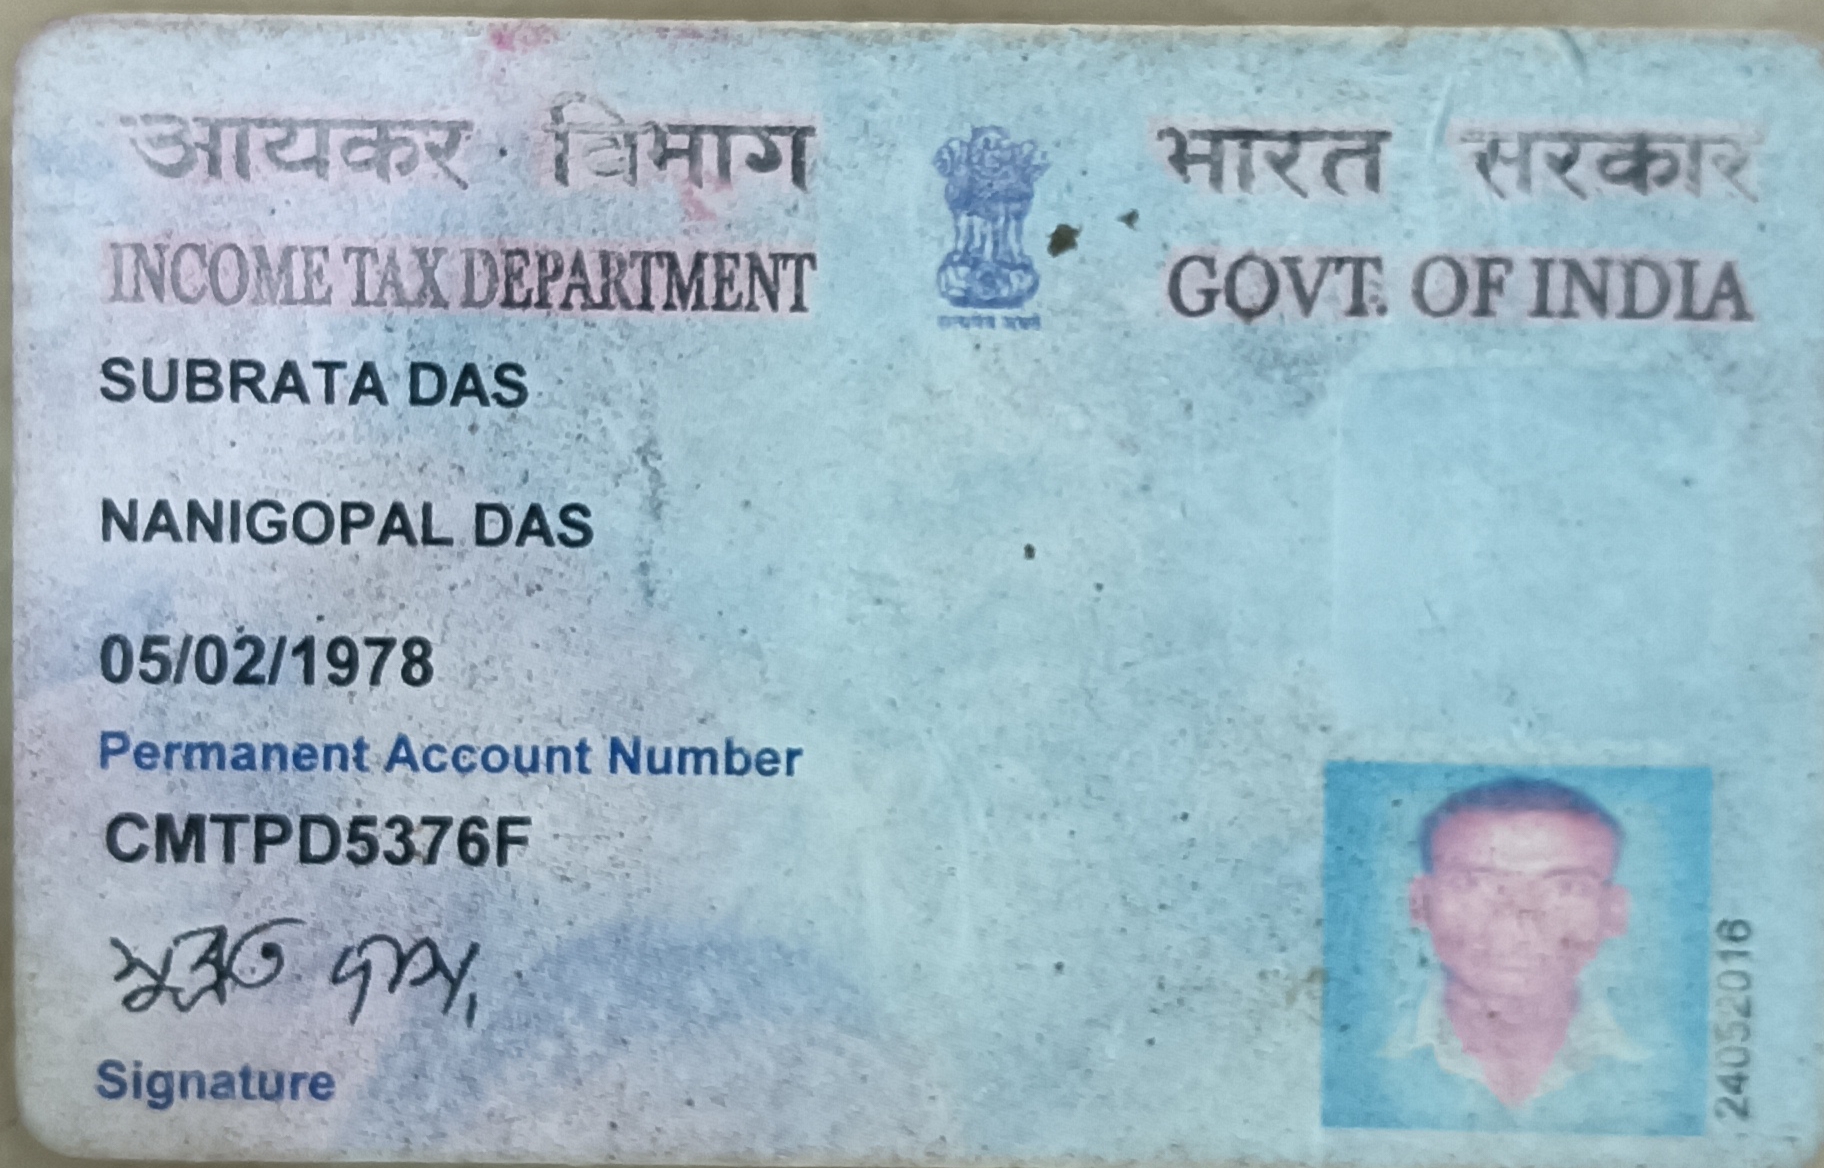 आयकर विभाग
INCOME TAX DEPARTMENT
भारत सरकार
GOVT. OF INDIA
सत्यमेव जयते
SUBRATA DAS
NANIGOPAL DAS
05/02/1978
Permanent Account Number
CMTPD5376F
সুব্রত দাস,
Signature
24052016